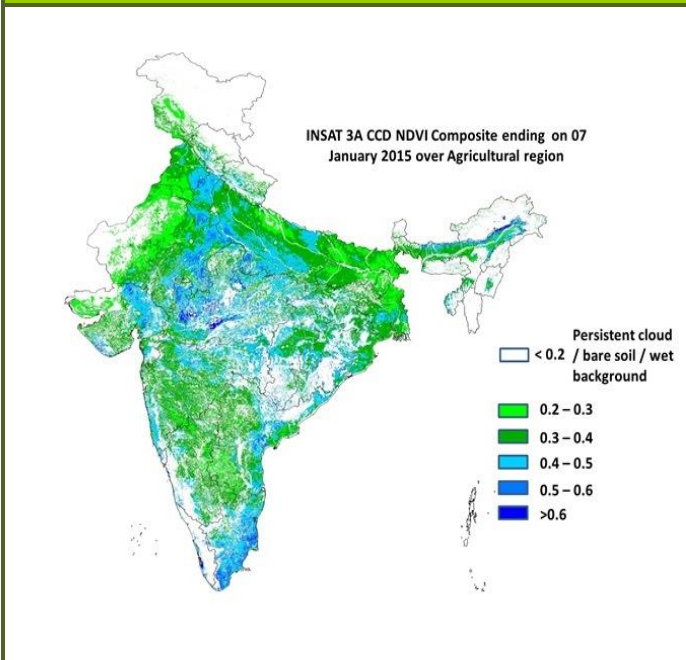 INSAT 3A CCD NDVI Composite ending on 07
January 2015 over Agricultural region
< 0.2 Persistent cloud
/ bare soil / wet
background
0.2 – 0.3
0.3 – 0.4
0.4 – 0.5
0.5 – 0.6
>0.6